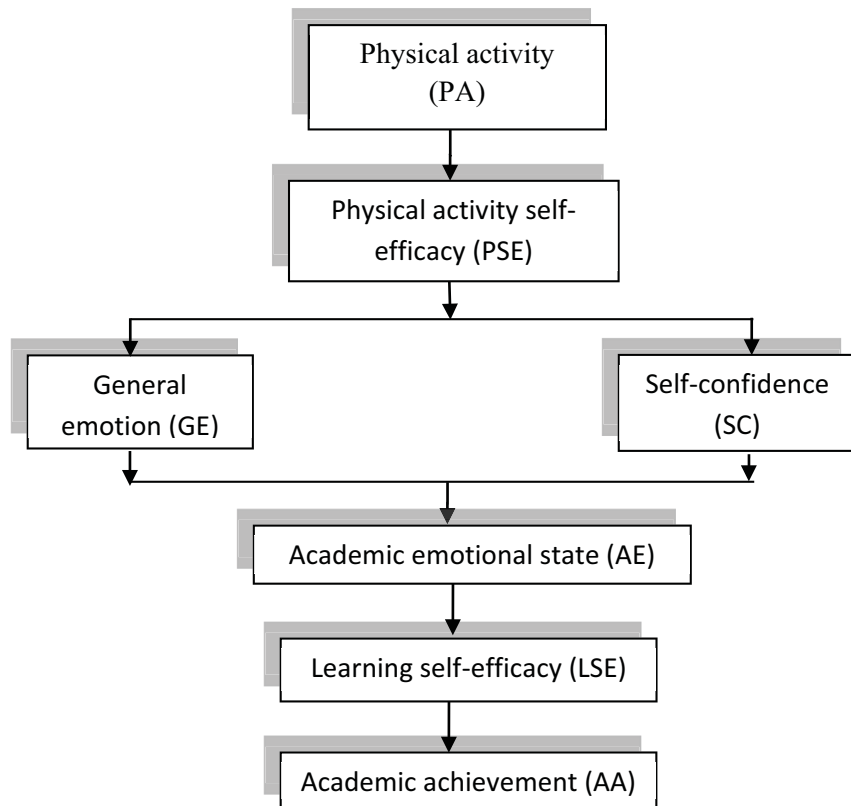 Physical activity
(PA)
Physical activity self-
efficacy (PSE)
General
emotion (GE)
Self-confidence
(SC)
Academic emotional state (AE)
Learning self-efficacy (LSE)
Academic achievement (AA)